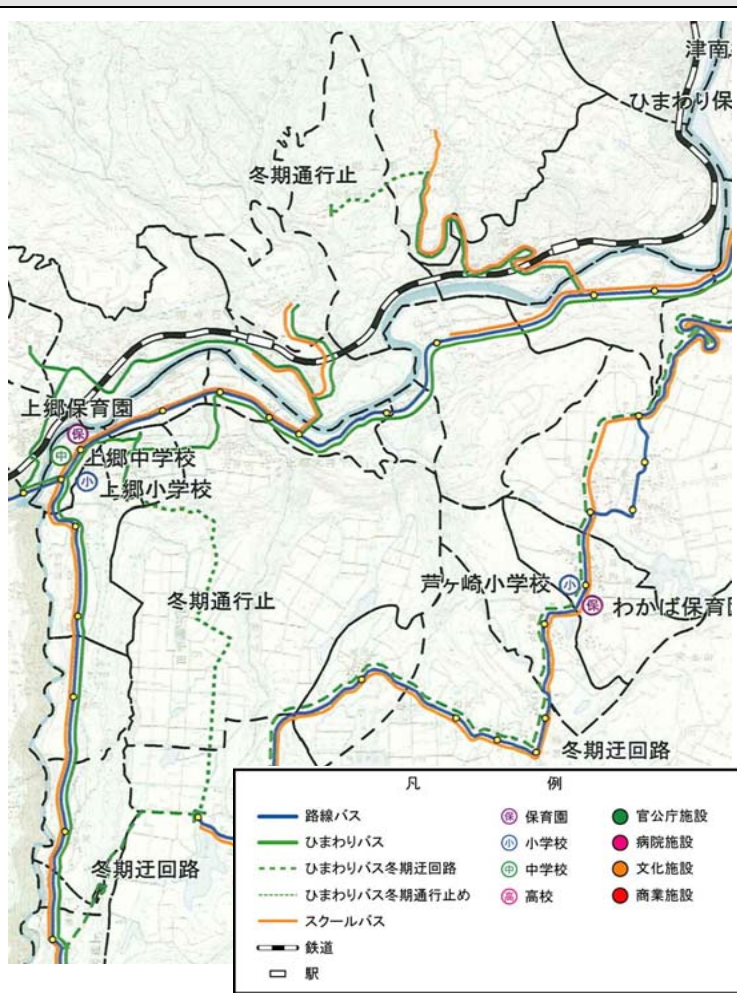 津南
ひまわり保
冬期通行止
上郷保育園
保
中
上郷中学校
小
上郷小学校
冬期通行止
芦ヶ崎小学校
小
保
わかば保育園
冬期迂回路
冬期迂回路
凡 例
路線バス
保育園
官公庁施設
ひまわりバス
小学校
病院施設
ひまわりバス冬期迂回路
中 中学校
文化施設
ひまわりバス冬期通行止め
高 高校
商業施設
スクールバス
鉄道
駅